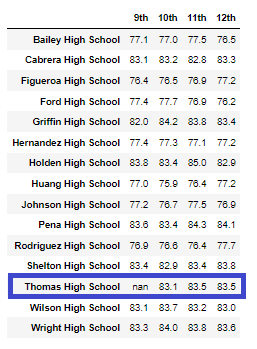 9th 10th 11th 12th
Bailey High School 77.1 77.0 77.5 76.5
Cabrera High School 83.1 83.2 82.8 83.3
Figueroa High School 76.4 76.5 76.9 77.2
Ford High School 77.4 77.7 76.9 76.2
Griffin High School 82.0 84.2 83.8 83.4
Hernandez High School 77.4 77.3 77.1 77.2
Holden High School 83.8 83.4 85.0 82.9
Huang High School 77.0 75.9 76.4 77.2
Johnson High School 77.2 76.7 77.5 76.9
Pena High School 83.6 83.4 84.3 84.1
Rodriguez High School 76.9 76.6 76.4 77.7
Shelton High School 83.4 82.9 83.4 83.8
Thomas High School nan 83.1 83.5 83.5
Wilson High School 83.1 83.7 83.2 83.0
Wright High School 83.3 84.0 83.8 83.6